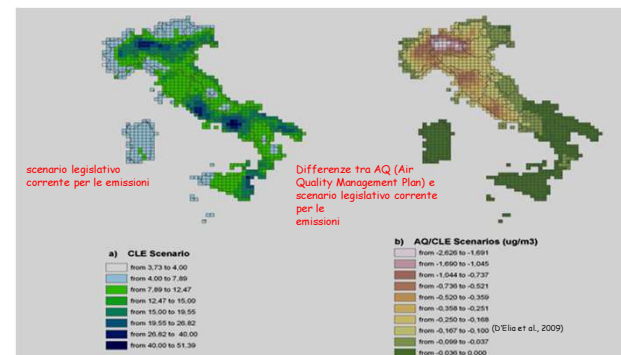 scenario legislativo
corrente per le emissioni
Differenze tra AQ (Air
Quality Management Plan) e
scenario legislativo corrente
per le
emissioni
a) CLE Scenario
from 3,73 to 4,00
from 4,00 to 7,89
from 7,89 to 12,47
from 12,47 to 15,00
from 15,00 to 19,55
from 19,55 to 26,82
from 26,82 to 40.00
from 40.00 to 51,39
b) AQ/CLE Scenarios (ug/m3)
from -2,626 to -1,691
from -1,690 to -1,045
from -1,044 to -0,737
from -0,736 to -0,521
from -0,520 to -0,359
from -0,358 to -0,251
from -0,250 to -0,168
from -0,167 to -0,100
(D'Elia et al., 2009)
from -0,099 to -0,037
from -0,036 to 0,000